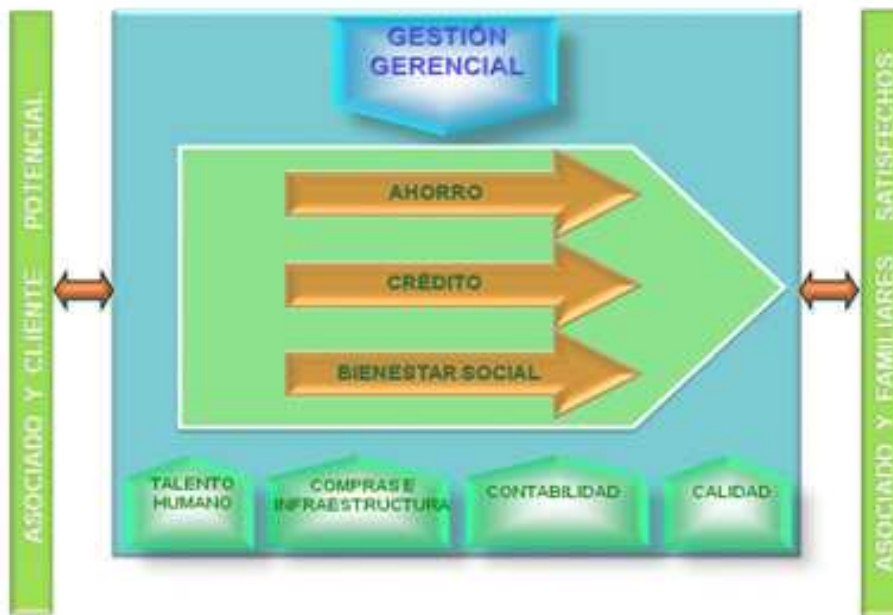 GESTIÓN
GERENCIAL
ASOCIADO Y CLIENTE POTENCIAL
AHORRO
CRÉDITO
BIENESTAR SOCIAL
ASOCIADO Y FAMILIARES SATISFECHOS
TALENTO
HUMANO
COMPRAS E
INFRAESTRUCTURA
CONTABILIDAD
CALIDAD